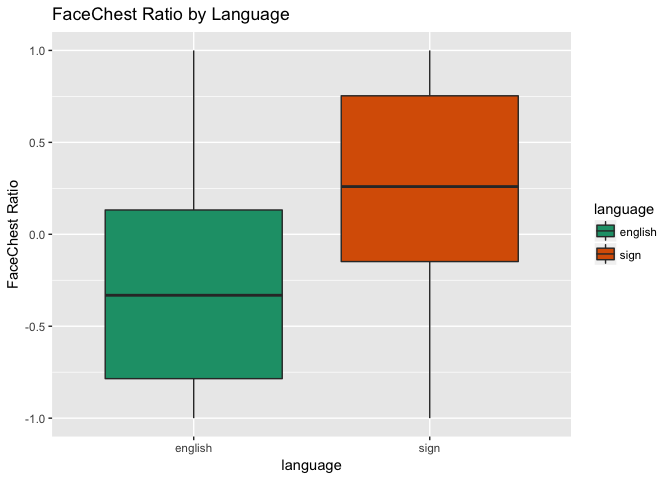 FaceChest Ratio by Language
1.0
0.5
0.0
-0.5
-1.0
FaceChest Ratio
english
sign
language
language
english
sign